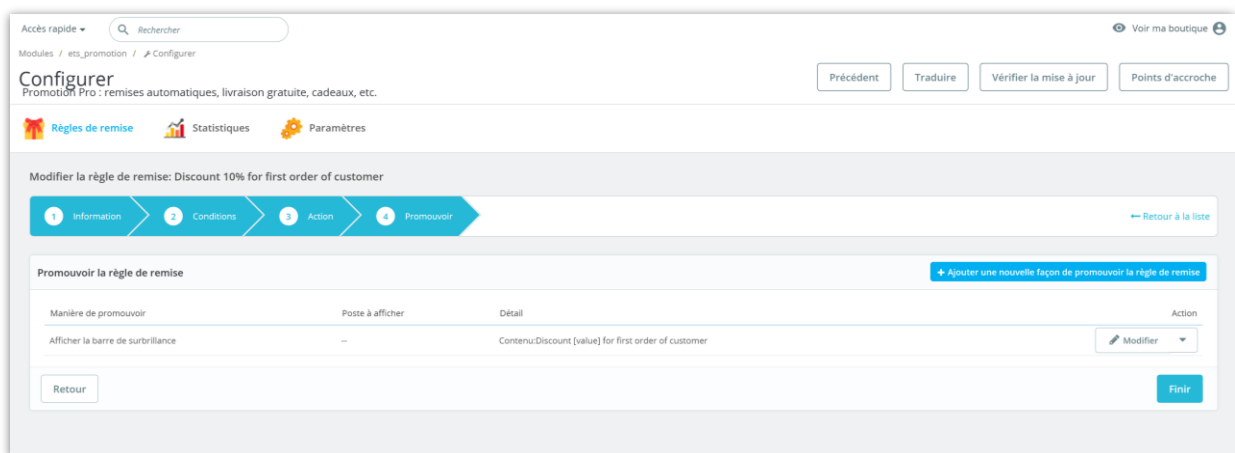 Accès rapide
Rechercher
Voir ma boutique
Modules / ets_promotion / Configurer
Configurer
Promotion Pro : remises automatiques, livraison gratuite, cadeaux, etc.
Précédent
Traduire
Vérifier la mise à jour
Points d'accroche
Règles de remise
Statistiques
Paramètres
Modifier la règle de remise: Discount 10% for first order of customer
1 Information
2 Conditions
3 Action
4 Promouvoir
Retour à la liste
Promouvoir la règle de remise
+ Ajouter une nouvelle façon de promouvoir la règle de remise
Manière de promouvoir
Poste à afficher
Détail
Action
Afficher la barre de surbrillance
--
Contenu:Discount [value] for first order of customer
Modifier
Retour
Finir